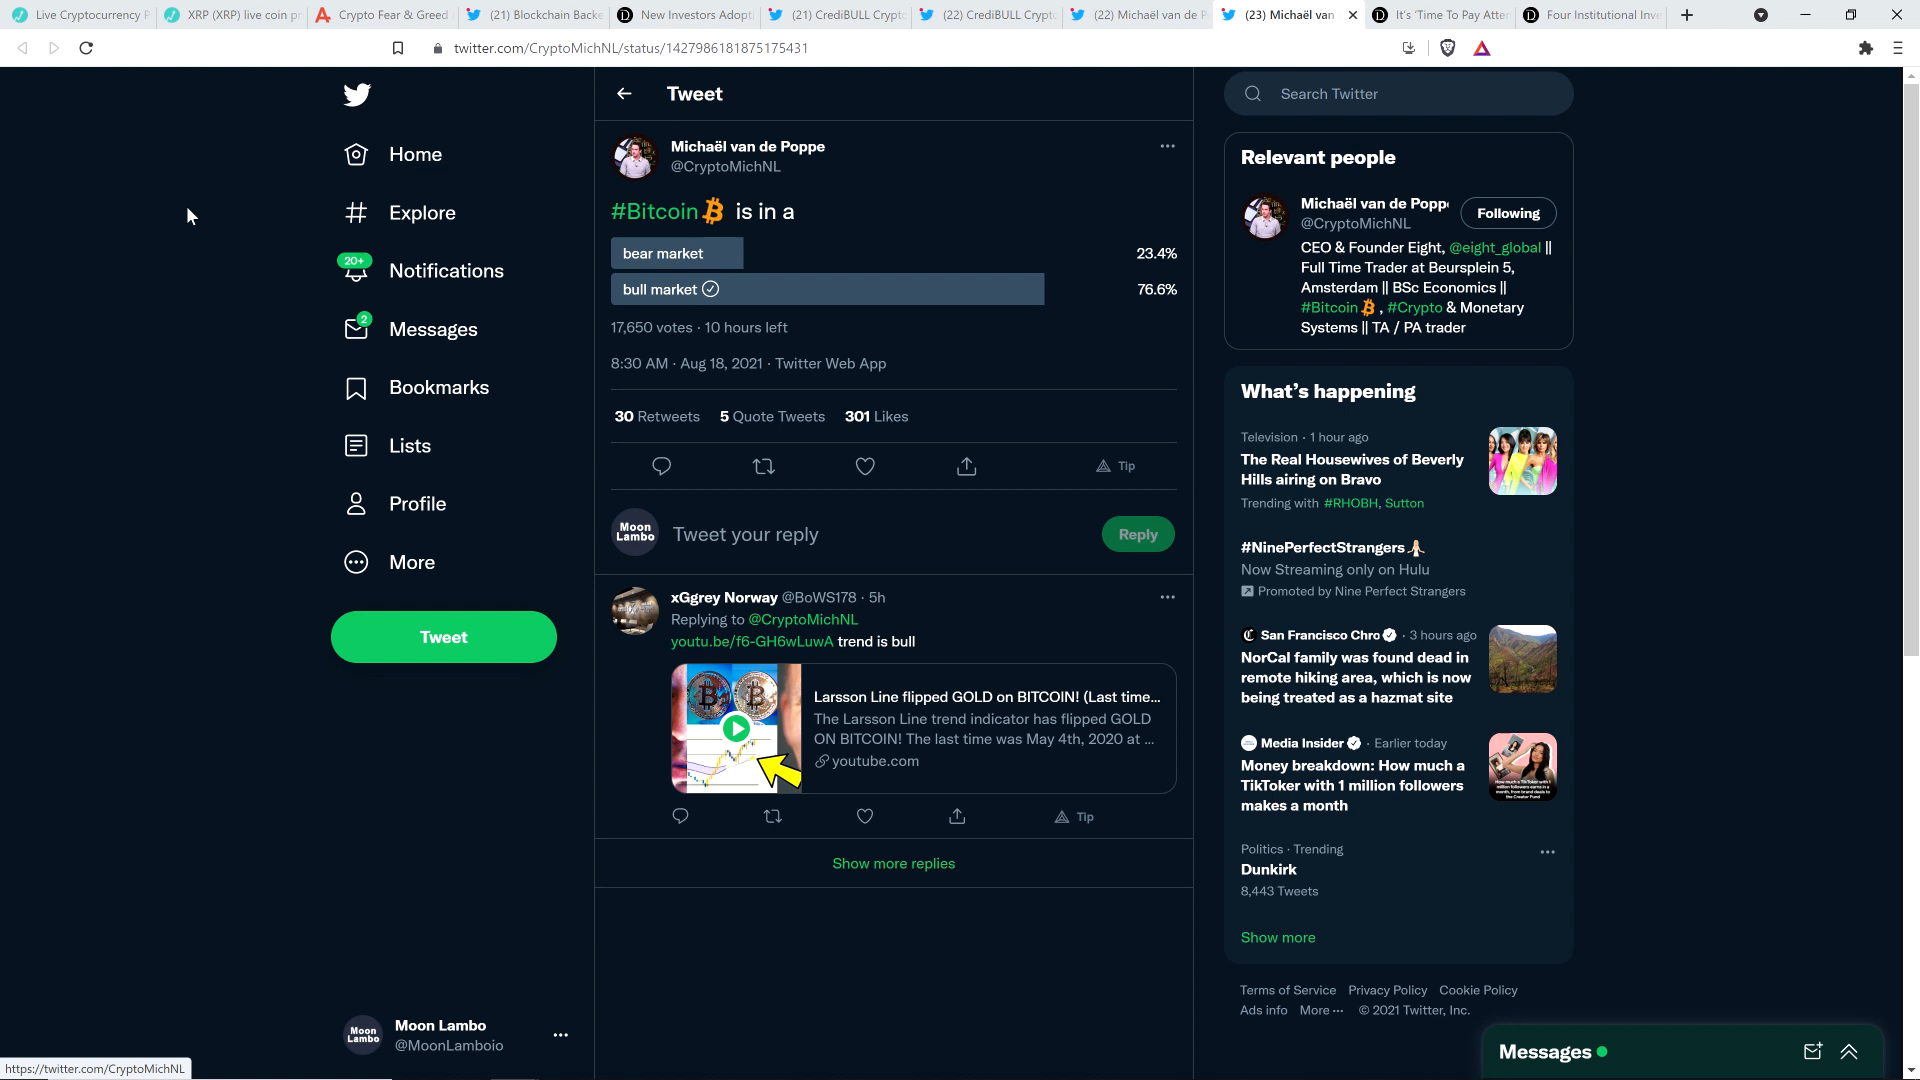 Live Cryptocurrency P
XRP (XRP) live coin pr
Crypto Fear & Greed
(21) Blockchain Backe
New Investors Adopt
(21) CrediBULL Crypto
(22) CrediBULL Crypto
(22) Michaël van de P
(23) Michaël van
It's 'Time To Pay Atter
Four Institutional Inve
twitter.com/CryptoMichNL/status/1427986181875175431
Home
Explore
20+
Notifications
2
Messages
Bookmarks
Lists
Profile
More
Tweet
Moon Lambo
Moon Lambo
@MoonLamboio
https://twitter.com/CryptoMichNL
Tweet
Michaël van de Poppe
@CryptoMichNL
#Bitcoin is in a
bear market 23.4%
bull market 76.6%
17,650 votes · 10 hours left
8:30 AM · Aug 18, 2021 · Twitter Web App
30 Retweets 5 Quote Tweets 301 Likes
Tip
Moon Lambo
Tweet your reply
Reply
xGgrey Norway @BoWS178 · 5h
Replying to @CryptoMichNL
youtu.be/f6-GH6wLuwA trend is bull
Larsson Line flipped GOLD on BITCOIN! (Last time...
The Larsson Line trend indicator has flipped GOLD
ON BITCOIN! The last time was May 4th, 2020 at ...
youtube.com
Tip
Show more replies
Search Twitter
Relevant people
Michaël van de Popp
@CryptoMichNL
Following
CEO & Founder Eight, @eight_global ||
Full Time Trader at Beursplein 5,
Amsterdam || BSc Economics ||
#Bitcoin , #Crypto & Monetary
Systems || TA / PA trader
What's happening
Television · 1 hour ago
The Real Housewives of Beverly
Hills airing on Bravo
Trending with #RHOBH, Sutton
#NinePerfectStrangers
Now Streaming only on Hulu
Promoted by Nine Perfect Strangers
San Francisco Chro · 3 hours ago
NorCal family was found dead in
remote hiking area, which is now
being treated as a hazmat site
Media Insider · Earlier today
Money breakdown: How much a
TikToker with 1 million followers
makes a month
Politics · Trending
Dunkirk
8,443 Tweets
Show more
Terms of Service Privacy Policy Cookie Policy
Ads info More ··· © 2021 Twitter, Inc.
Messages